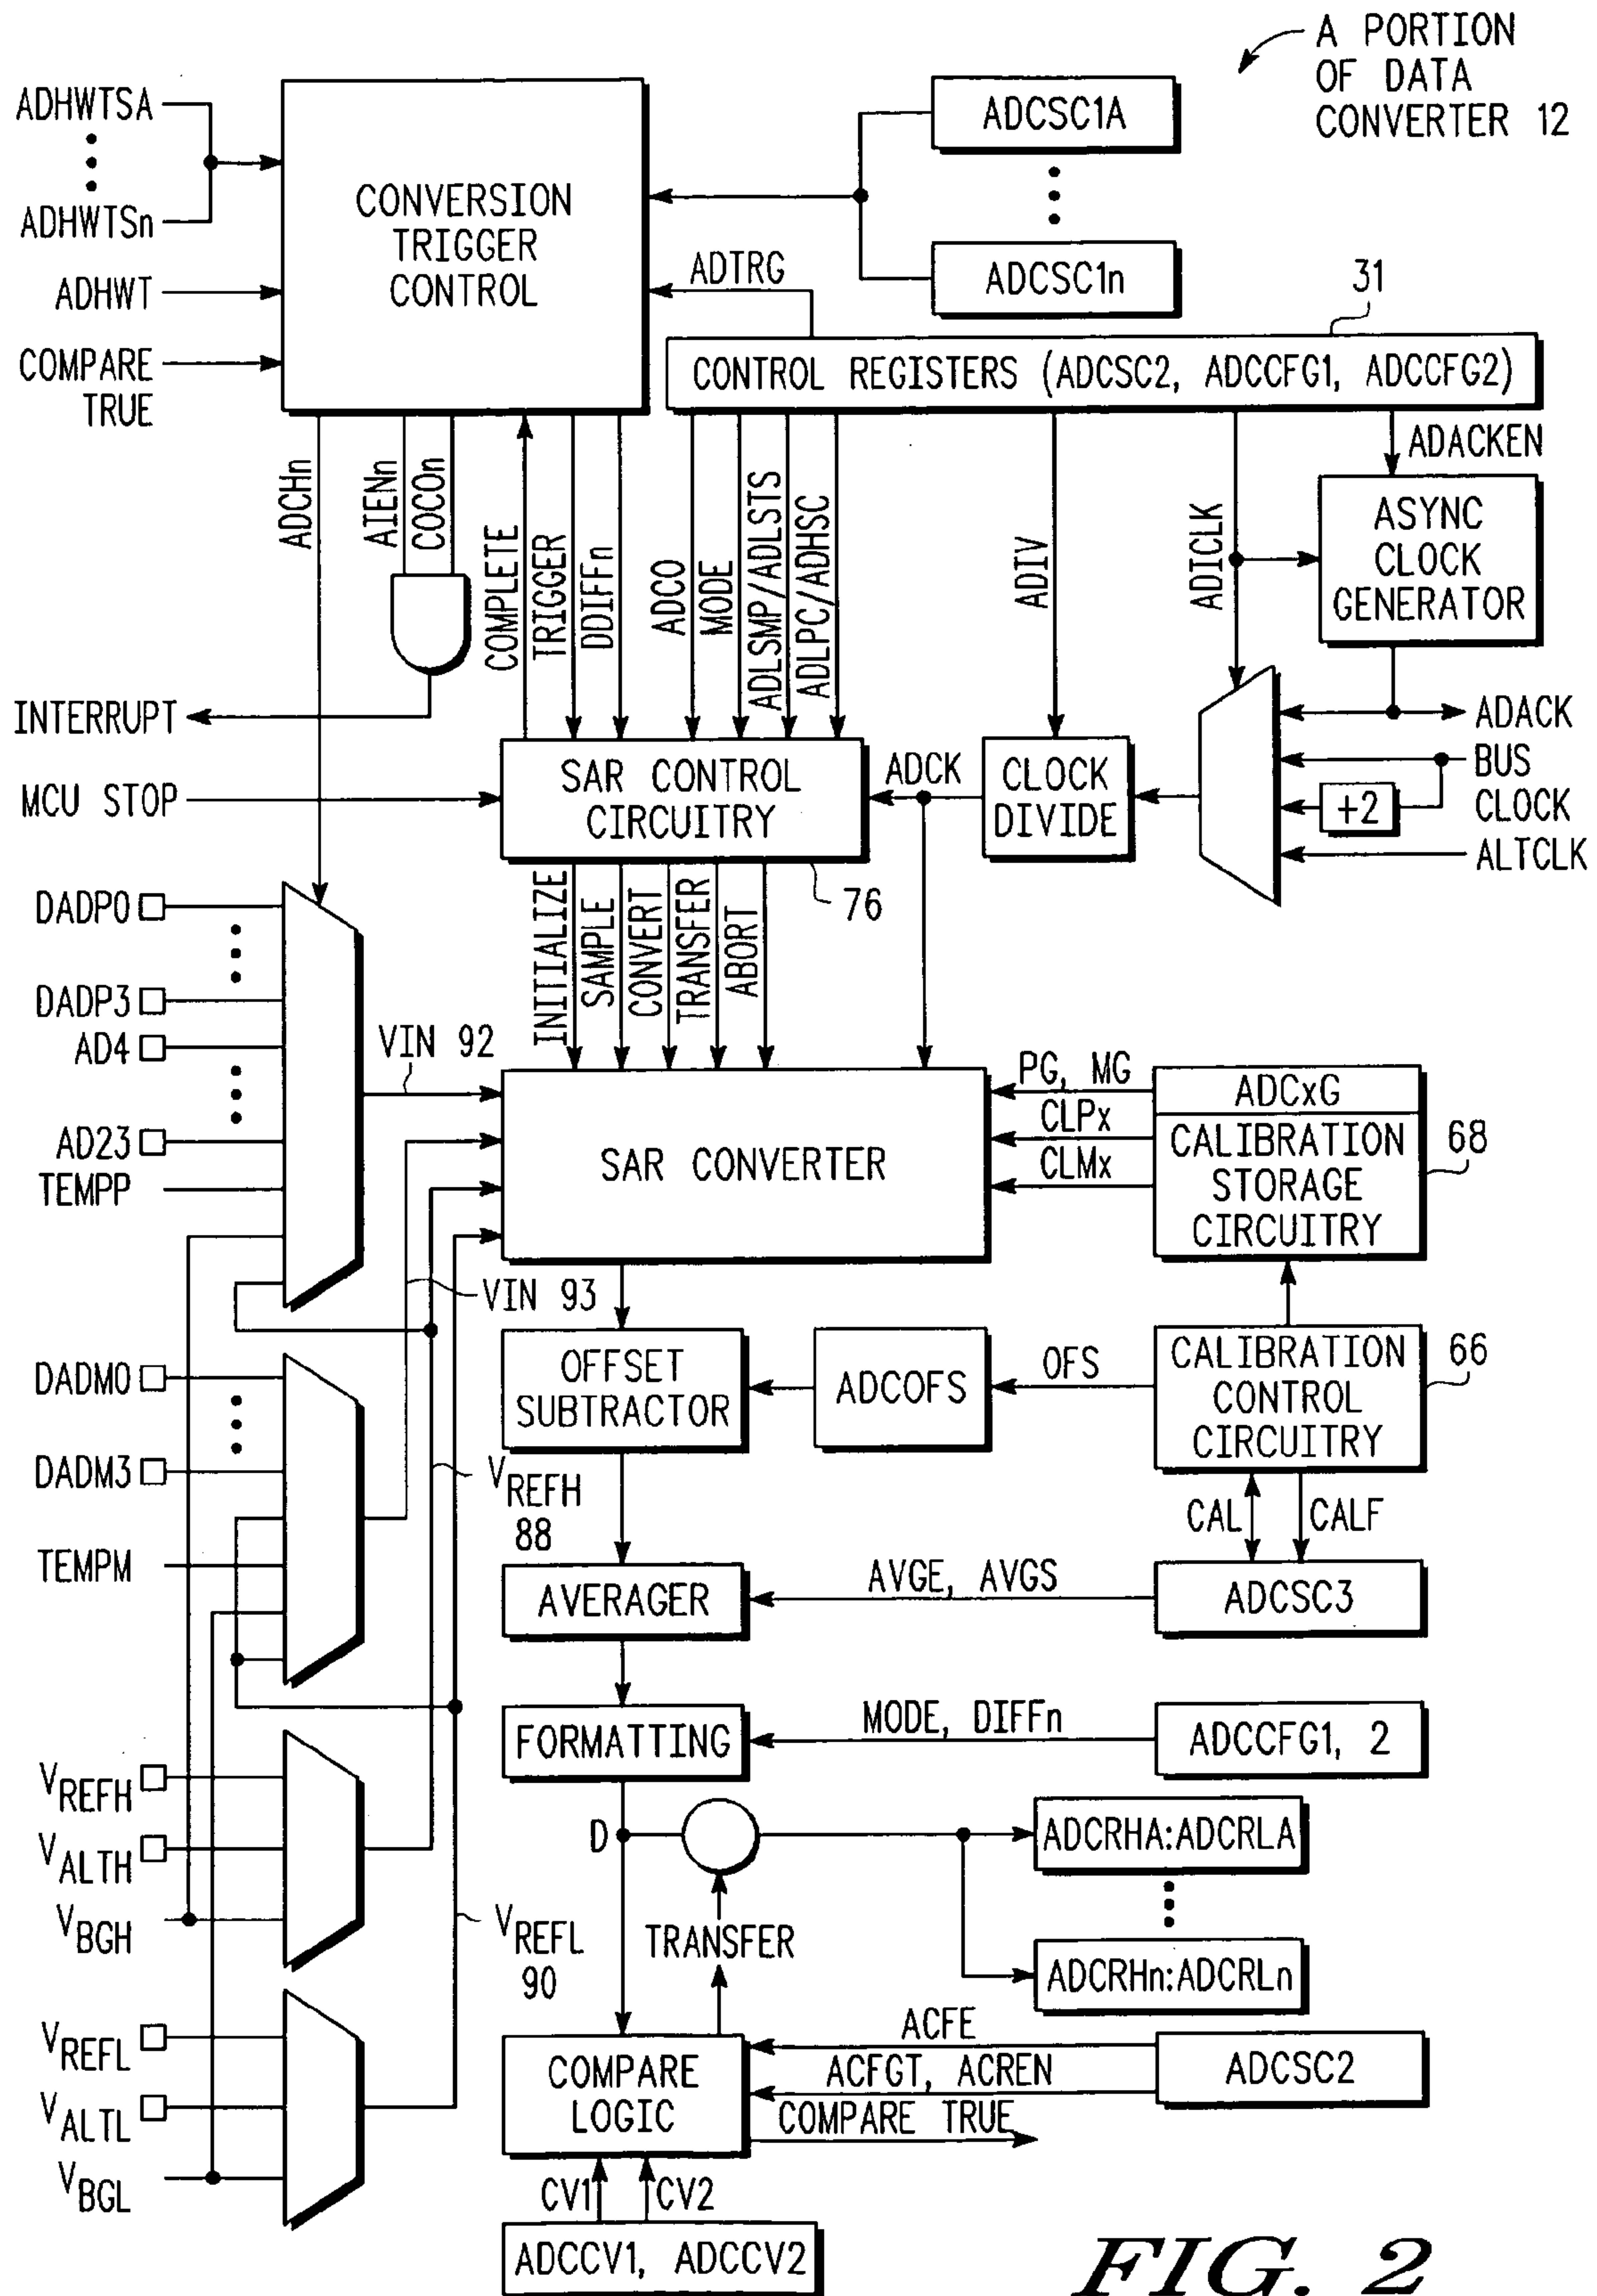 A PORTION
OF DATA
CONVERTER 12
ADHWTSA
ADHWTSn
ADHWT
COMPARE
TRUE
CONVERSION
TRIGGER
CONTROL
ADCSC1A
ADCSC1n
ADTRG
31
CONTROL REGISTERS (ADCSC2, ADCCFG1, ADCCFG2)
ADCHn
AIENn
COCOn
COMPLETE
TRIGGER
DDIFFn
ADCO
MODE
ADLSMP/ADLSTS
ADLPC/ADHSC
ADIV
ADICLK
ADACKEN
ASYNC
CLOCK
GENERATOR
INTERRUPT
MCU STOP
SAR CONTROL
CIRCUITRY
76
ADCK
CLOCK
DIVIDE
ADACK
BUS
CLOCK
+2
ALTCLK
INITIALIZE
SAMPLE
CONVERT
TRANSFER
ABORT
DADP0
DADP3
AD4
AD23
TEMPP
VIN 92
SAR CONVERTER
PG, MG
CLPx
CLMx
ADCxG
CALIBRATION
STORAGE
CIRCUITRY
68
VIN 93
OFFSET
SUBTRACTOR
ADCOFS
OFS
CALIBRATION
CONTROL
CIRCUITRY
66
DADM0
DADM3
TEMPM
VREFH
88
CAL
CALF
AVERAGER
AVGE, AVGS
ADCSC3
FORMATTING
MODE, DIFFn
ADCCFG1, 2
VREFH
VALTH
VBGH
D
ADCRHA:ADCRLA
VREFL
90
TRANSFER
ADCRHn:ADCRLn
VREFL
VALTL
VBGL
COMPARE
LOGIC
ACFE
ACFGT, ACREN
COMPARE TRUE
ADCSC2
CV1
CV2
ADCCV1, ADCCV2
FIG. 2